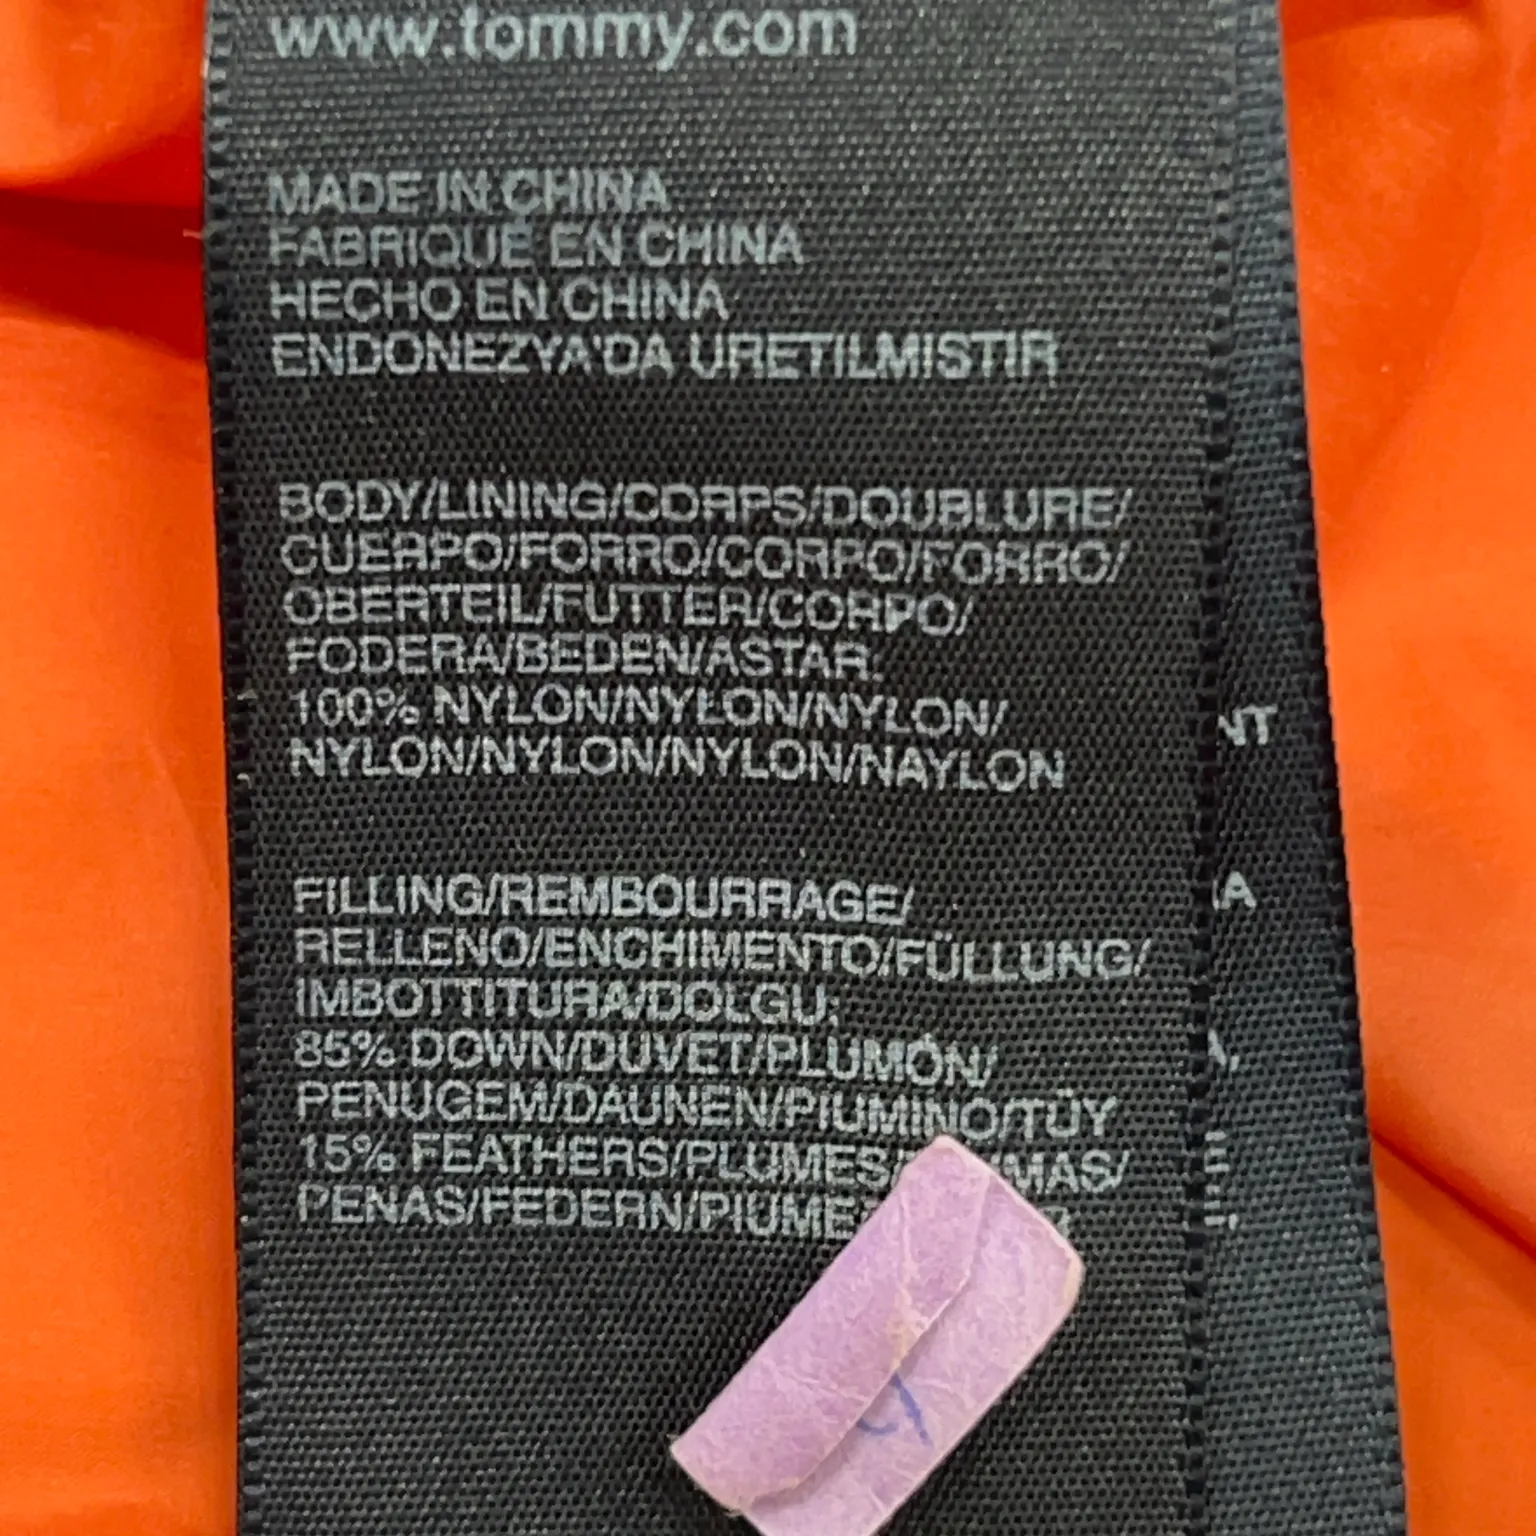 www.tommy.com
MADE IN CHINA
FABRIQUÉ EN CHINA
HECHO EN CHINA
ENDONEZYA'DA URETILMISTIR
BODY/LINING/CORPS/DOUBLURE/
CUERPO/FORRO/CORPO/FORRO/
OBERTEIL/FUTTER/CORPO/
FODERA/BEDEN/ASTAR:
100% NYLON/NYLON/NYLON/
NYLON/NYLON/NYLON/NAYLON
FILLING/REMBOURRAGE/
RELLENO/ENCHIMENTO/FÜLLUNG/
IMBOTTITURA/DOLGU:
85% DOWN/DUVET/PLUMÓN/
PENUGEM/DAUNEN/PIUMINO/TÜY
15% FEATHERS/PLUMES/
PENAS/FEDERN/PIUME